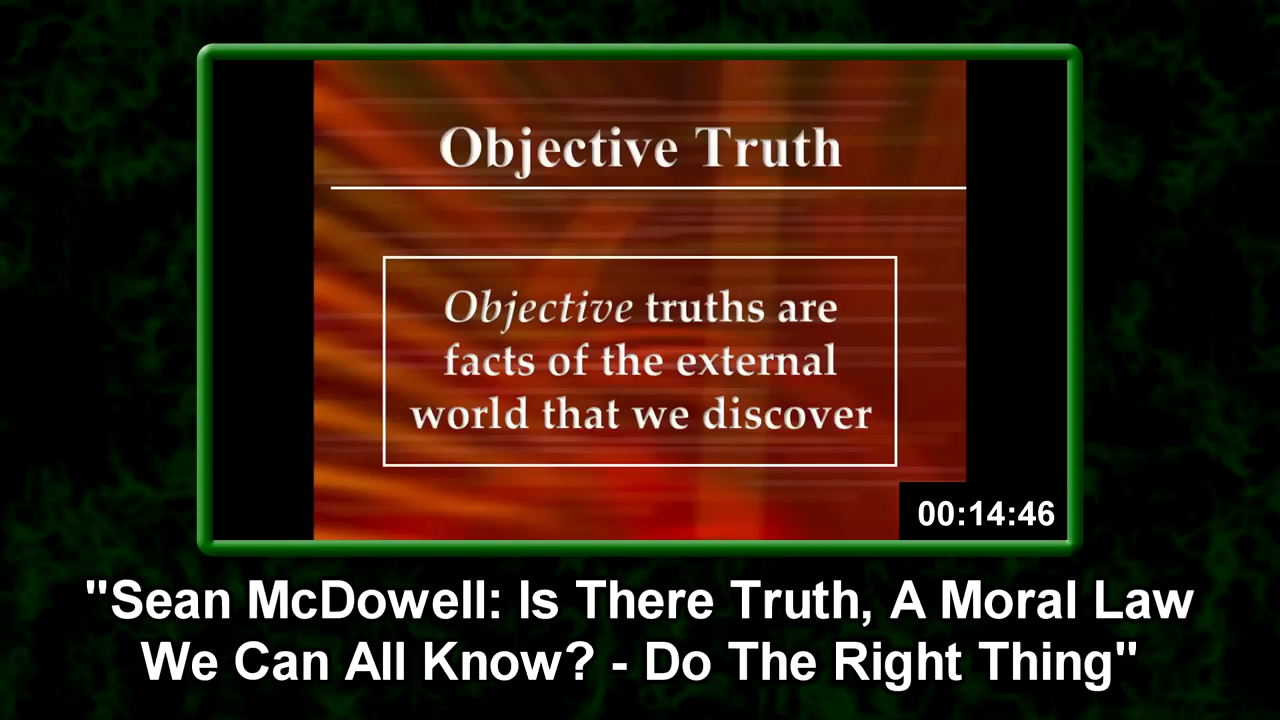 Objective Truth
Objective truths are
facts of the external
world that we discover
00:14:46
"Sean McDowell: Is There Truth, A Moral Law
We Can All Know? - Do The Right Thing"